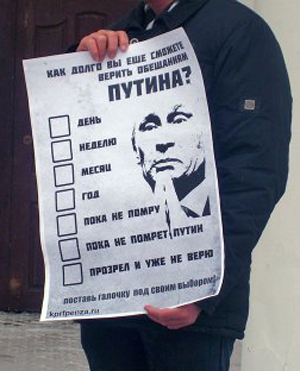 КАК ДОЛГО ВЫ ЕЩЕ СМОЖЕТЕ
ВЕРИТЬ ОБЕЩАНИЯМ
ПУТИНА?
ДЕНЬ
НЕДЕЛЮ
МЕСЯЦ
ГОД
ПОКА НЕ ПОМРУ
ПОКА НЕ ПОМРЕТ ПУТИН
ПРОЗРЕЛ И УЖЕ НЕ ВЕРЮ
поставь галочку под своим выбором!
kprfpenza.ru